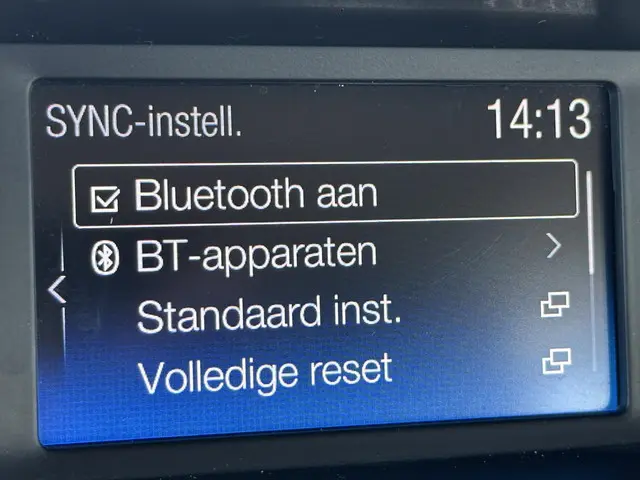 SYNC-instell. 14:13
Bluetooth aan
BT-apparaten
Standaard inst.
Volledige reset